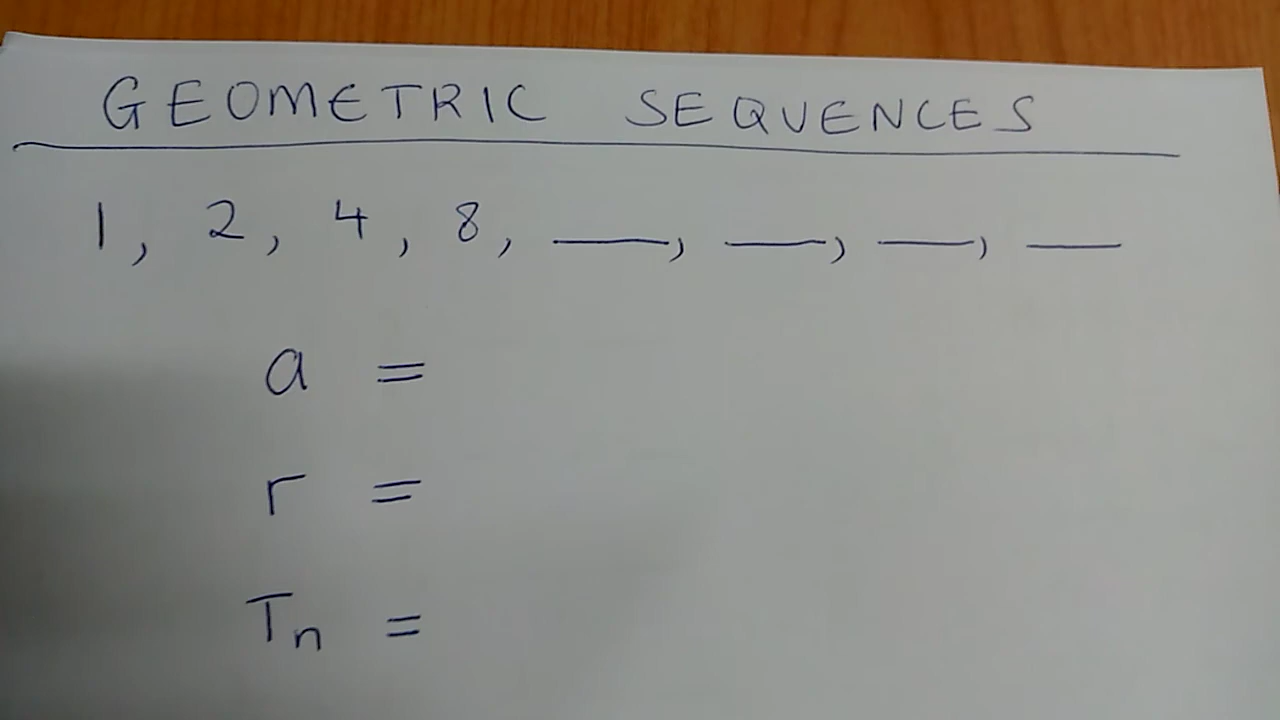 GEOMETRIC SEQUENCES
1, 2, 4, 8, ___, ___, ___, ___
a =
r =
Tn =